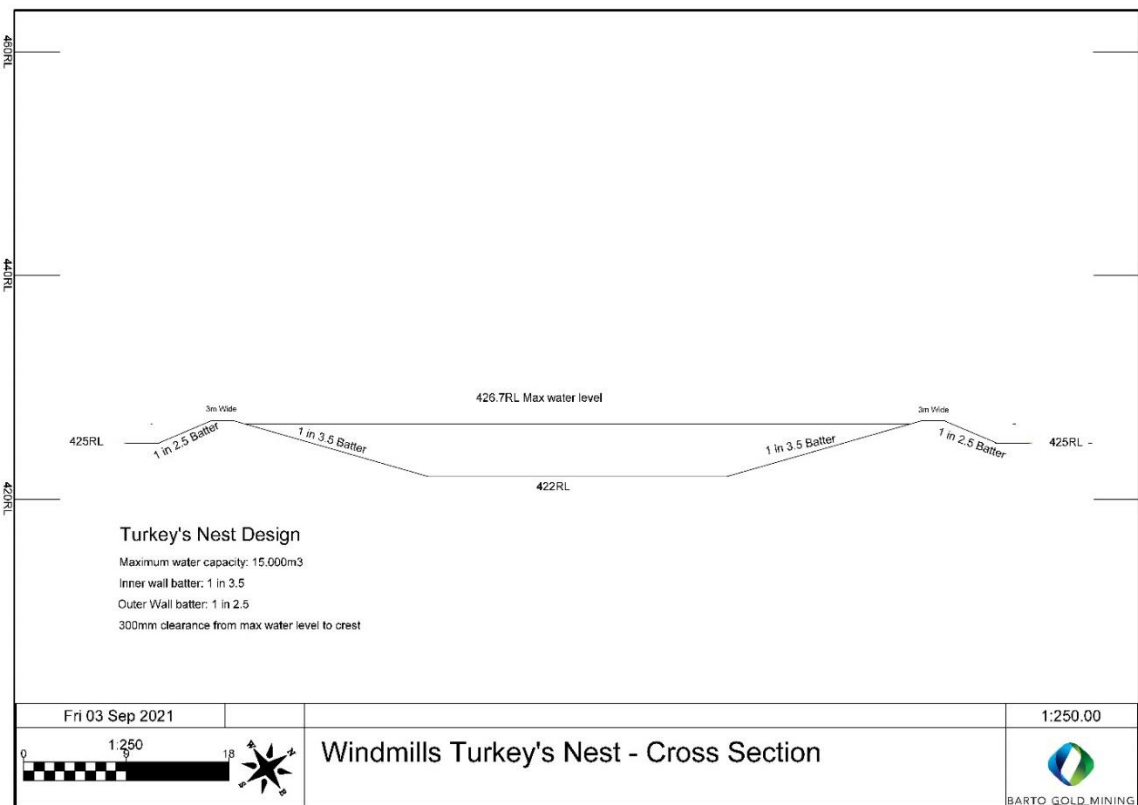 460RL
440RL
426.7RL Max water level
3m Wide
3m Wide
425RL
1 in 2.5 Batter
1 in 3.5 Batter
1 in 3.5 Batter
1 in 2.5 Batter
425RL
422RL
420RL
Turkey's Nest Design
Maximum water capacity: 15.000m3
Inner wall batter: 1 in 3.5
Outer Wall batter: 1 in 2.5
300mm clearance from max water level to crest
Fri 03 Sep 2021
1:250.00
1:250
0 9 18
N
N
S
E
Windmills Turkey's Nest - Cross Section
BARTO GOLD MINING